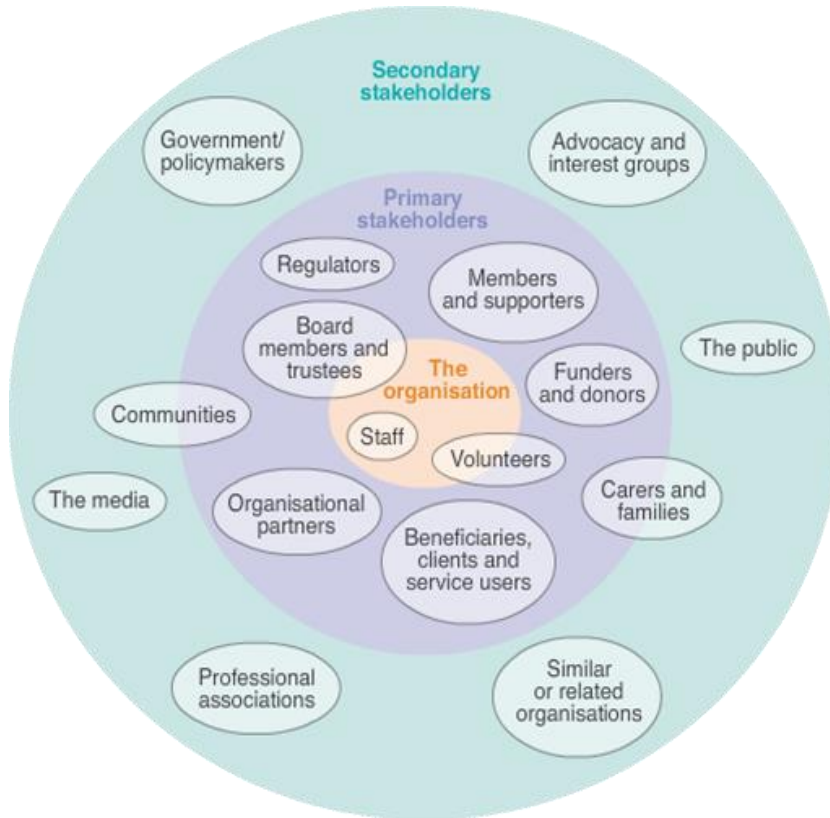 Secondary
stakeholders
Government/
policymakers
Advocacy and
interest groups
Primary
stakeholders
Regulators
Members
and supporters
Board
members and
trustees
The
organisation
The public
Funders
and donors
Communities
Staff
Volunteers
The media
Organisational
partners
Carers and
families
Beneficiaries,
clients and
service users
Professional
associations
Similar
or related
organisations